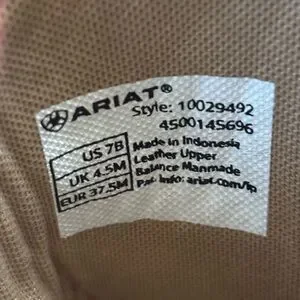 ARIAT®
Style: 10029492
4500145696
US 7B
UK 4.5M
EUR 37.5M
Made in Indonesia
Leather Upper
Balance Manmade
Pat. Info: ariat.com/ip